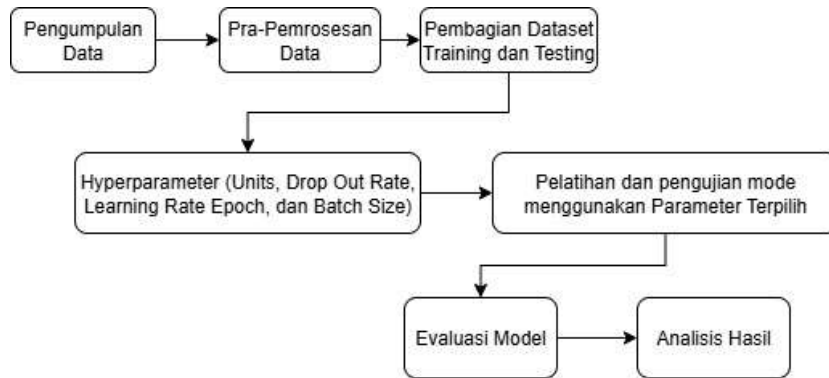 Pengumpulan
Data
Pra-Pemrosesan
Data
Pembagian Dataset
Training dan Testing
Hyperparameter (Units, Drop Out Rate,
Learning Rate Epoch, dan Batch Size)
Pelatihan dan pengujian mode
menggunakan Parameter Terpilih
Evaluasi Model
Analisis Hasil